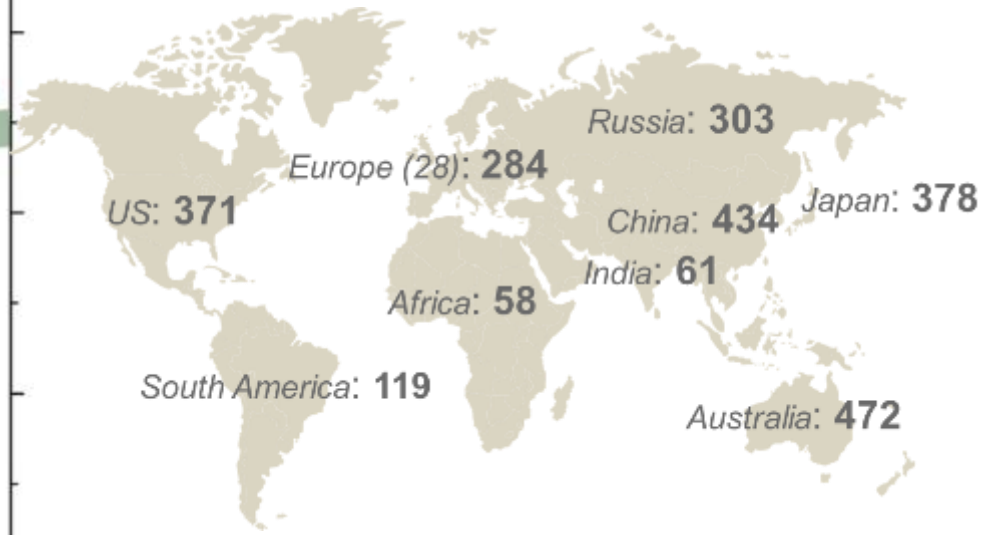 Russia: 303
Europe (28): 284
US: 371
Japan: 378
China: 434
India: 61
Africa: 58
South America: 119
Australia: 472